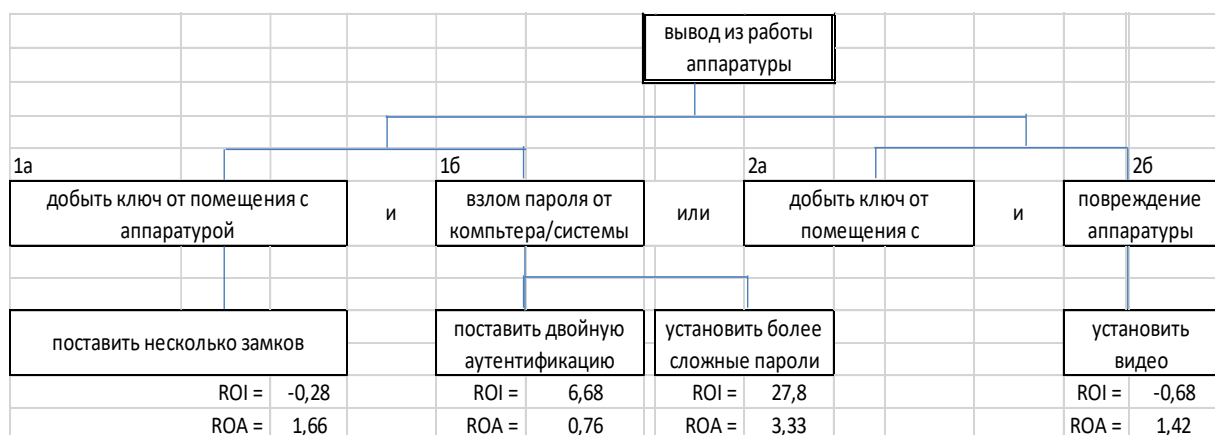 вывод из работы
аппаратуры
1а
1б
2а
2б
добыть ключ от помещения с
аппаратурой
и
взлом пароля от
компьтера/системы
или
добыть ключ от
помещения с
и
повреждение
аппаратуры
поставить несколько замков
поставить двойную
аутентификацию
установить более
сложные пароли
установить
видео
ROI = -0,28
ROI = 6,68
ROI = 27,8
ROI = -0,68
ROA = 1,66
ROA = 0,76
ROA = 3,33
ROA = 1,42